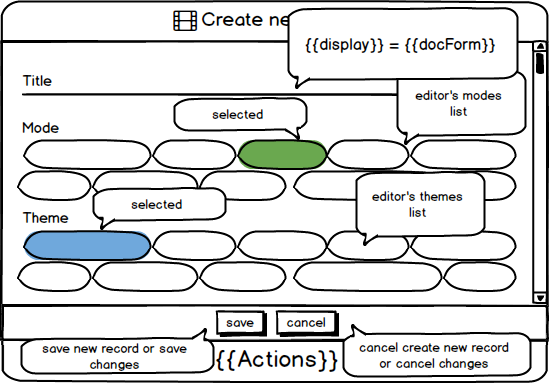 Create ne
{{display}} = {{docForm}}
Title
editor's modes
list
selected
Mode
editor's themes
list
selected
Theme
save
cancel
save new record or save
changes
{{Actions}}
cancel create new record
or cancel changes